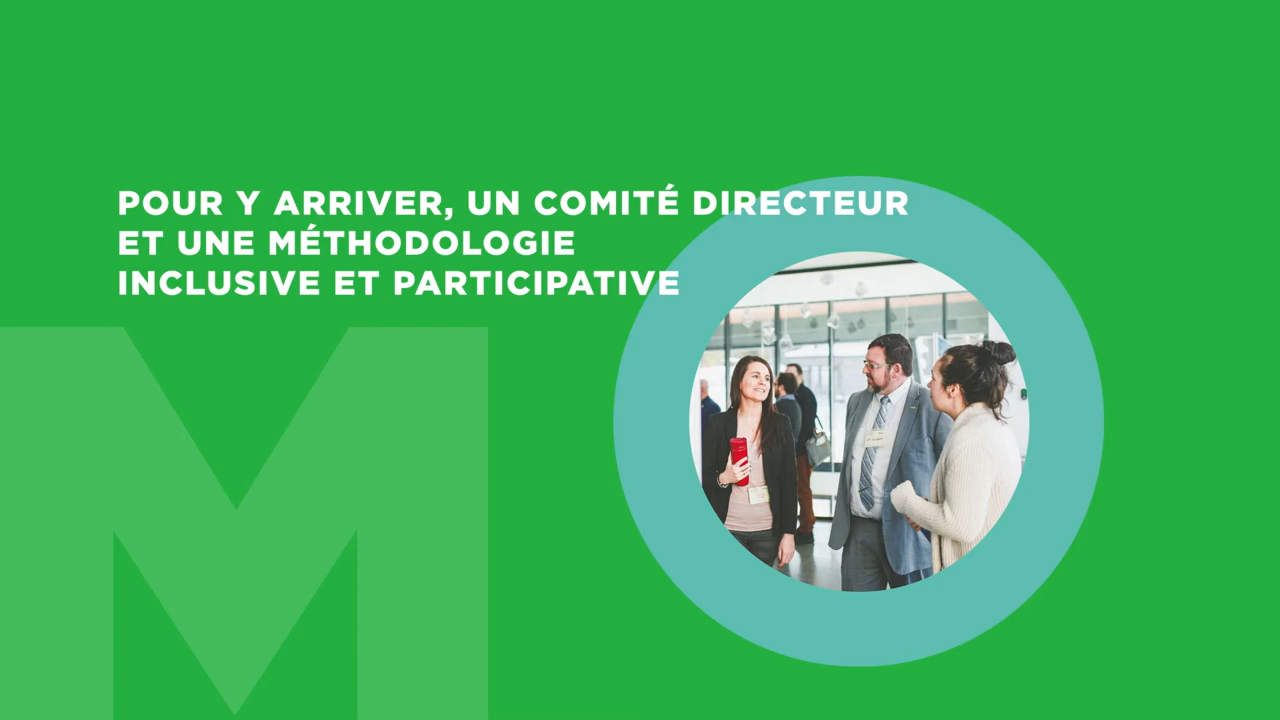 POUR Y ARRIVER, UN COMITÉ DIRECTEUR
ET UNE MÉTHODOLOGIE
INCLUSIVE ET PARTICIPATIVE
M